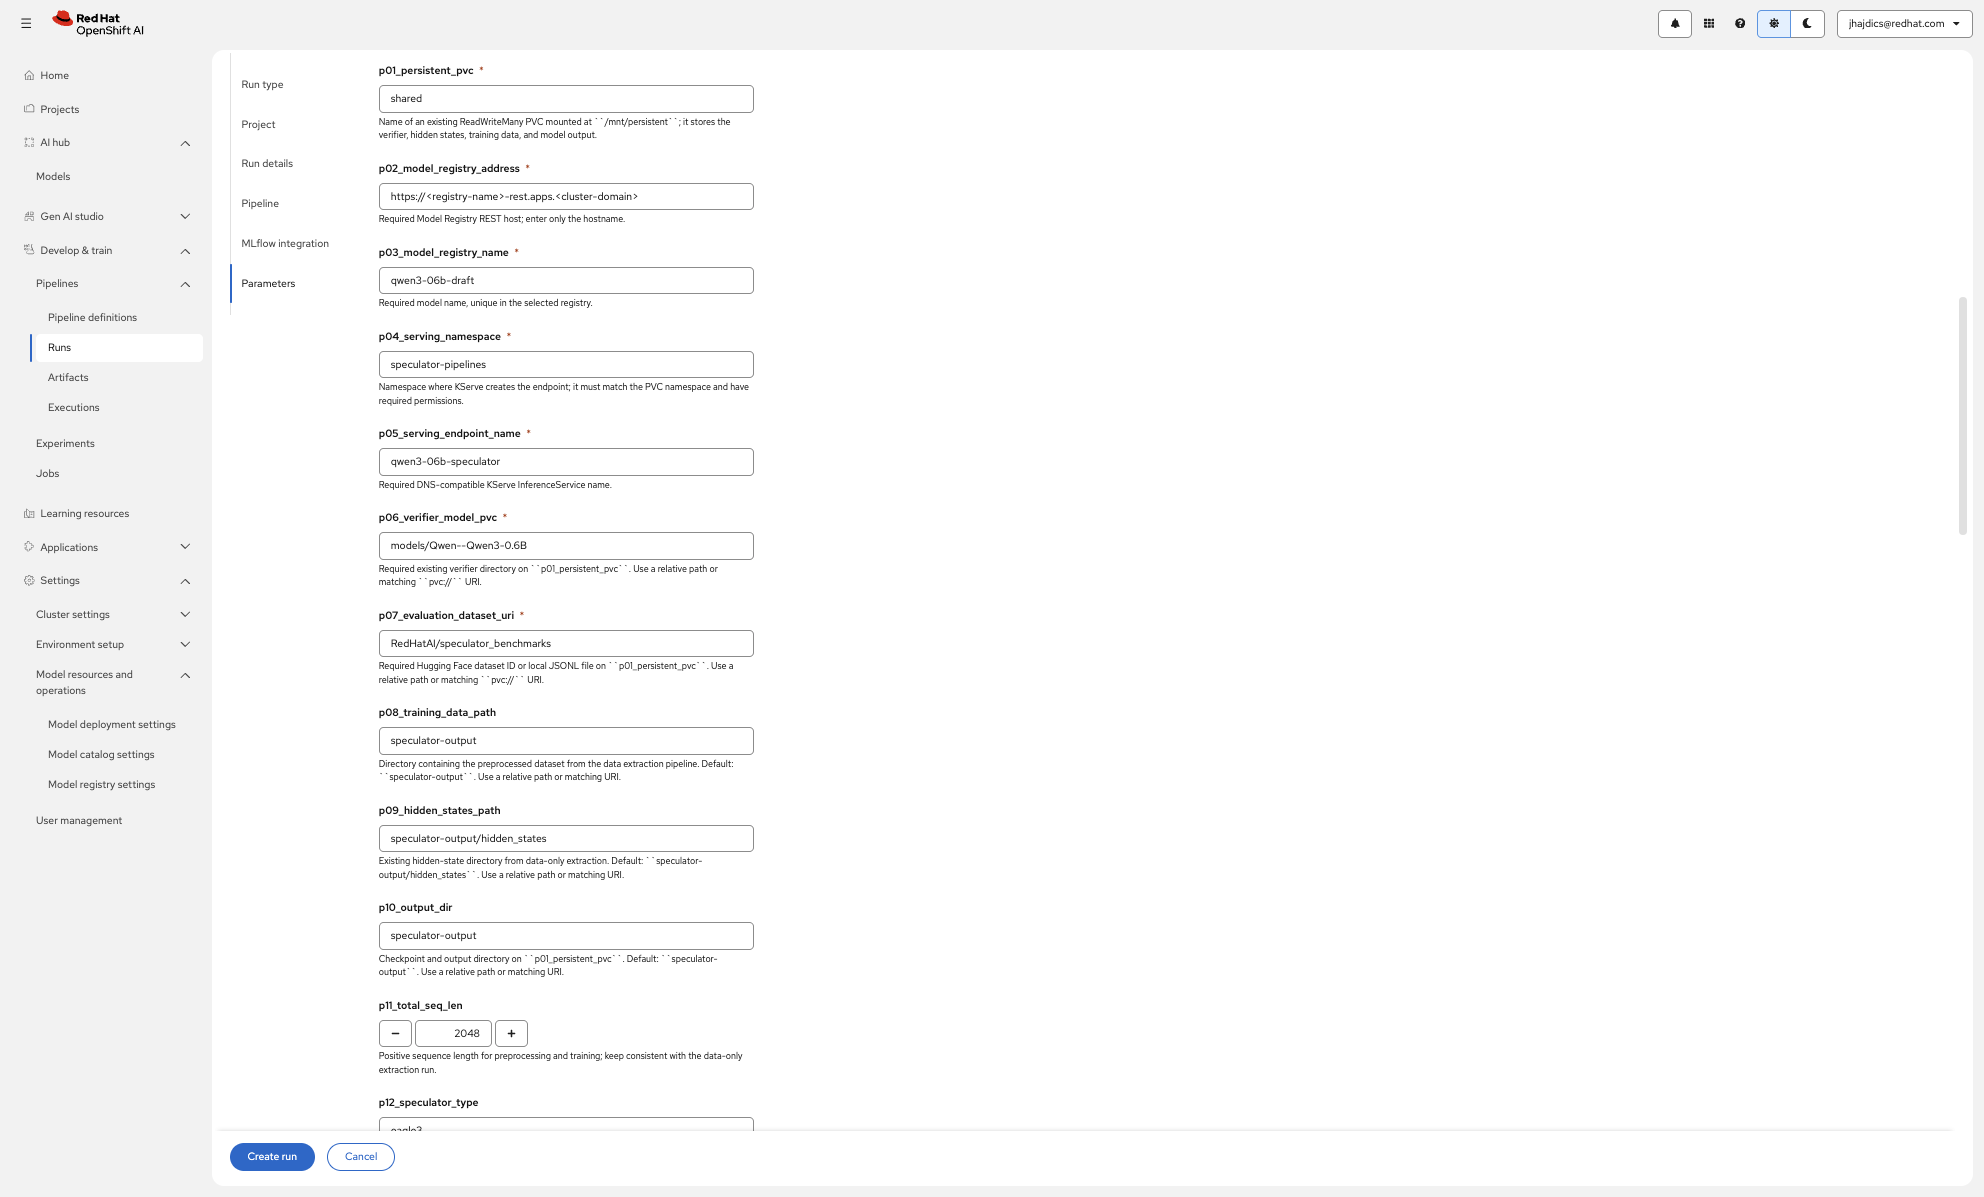 Red Hat
OpenShift AI
jhajdics@redhat.com
Home
Projects
AI hub
Models
Gen AI studio
Develop & train
Pipelines
Pipeline definitions
Runs
Artifacts
Executions
Experiments
Jobs
Learning resources
Applications
Settings
Cluster settings
Environment setup
Model resources and
operations
Model deployment settings
Model catalog settings
Model registry settings
User management
Run type
Project
Run details
Pipeline
MLflow integration
Parameters
p01_persistent_pvc *
shared
Name of an existing ReadWriteMany PVC mounted at ``/mnt/persistent``; it stores the
verifier, hidden states, training data, and model output.
p02_model_registry_address *
https://<registry-name>-rest.apps.<cluster-domain>
Required Model Registry REST host; enter only the hostname.
p03_model_registry_name *
qwen3-06b-draft
Required model name, unique in the selected registry.
p04_serving_namespace *
speculator-pipelines
Namespace where KServe creates the endpoint; it must match the PVC namespace and have
required permissions.
p05_serving_endpoint_name *
qwen3-06b-speculator
Required DNS-compatible KServe InferenceService name.
p06_verifier_model_pvc *
models/Qwen--Qwen3-0.6B
Required existing verifier directory on ``p01_persistent_pvc``. Use a relative path or
matching ``pvc://`` URI.
p07_evaluation_dataset_uri *
RedHatAI/speculator_benchmarks
Required Hugging Face dataset ID or local JSONL file on ``p01_persistent_pvc``. Use a
relative path or matching ``pvc://`` URI.
p08_training_data_path
speculator-output
Directory containing the preprocessed dataset from the data extraction pipeline. Default:
``speculator-output``. Use a relative path or matching URI.
p09_hidden_states_path
speculator-output/hidden_states
Existing hidden-state directory from data-only extraction. Default: ``speculator-
output/hidden_states``. Use a relative path or matching URI.
p10_output_dir
speculator-output
Checkpoint and output directory on ``p01_persistent_pvc``. Default: ``speculator-
output``. Use a relative path or matching URI.
p11_total_seq_len
− 2048 +
Positive sequence length for preprocessing and training; keep consistent with the data-only
extraction run.
p12_speculator_type
eagle3
Create run
Cancel